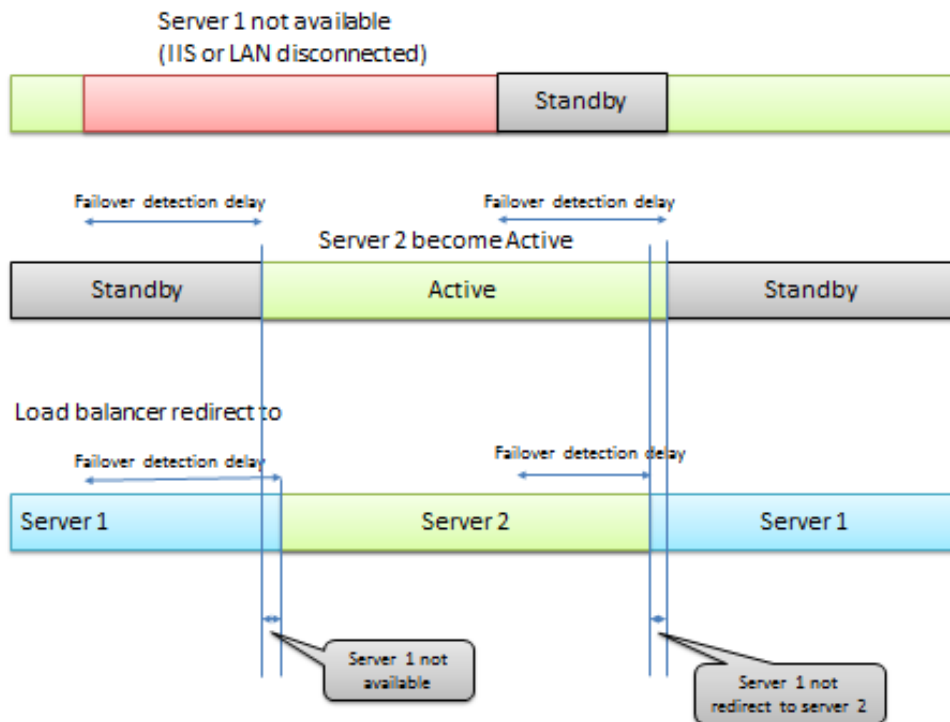 Server 1 not available
(IIS or LAN disconnected)
Standby
Failover detection delay
Failover detection delay
Server 2 become Active
Standby
Active
Standby
Load balancer redirect to
Failover detection delay
Failover detection delay
Server 1
Server 2
Server 1
Server 1 not
available
Server 1 not
redirect to server 2